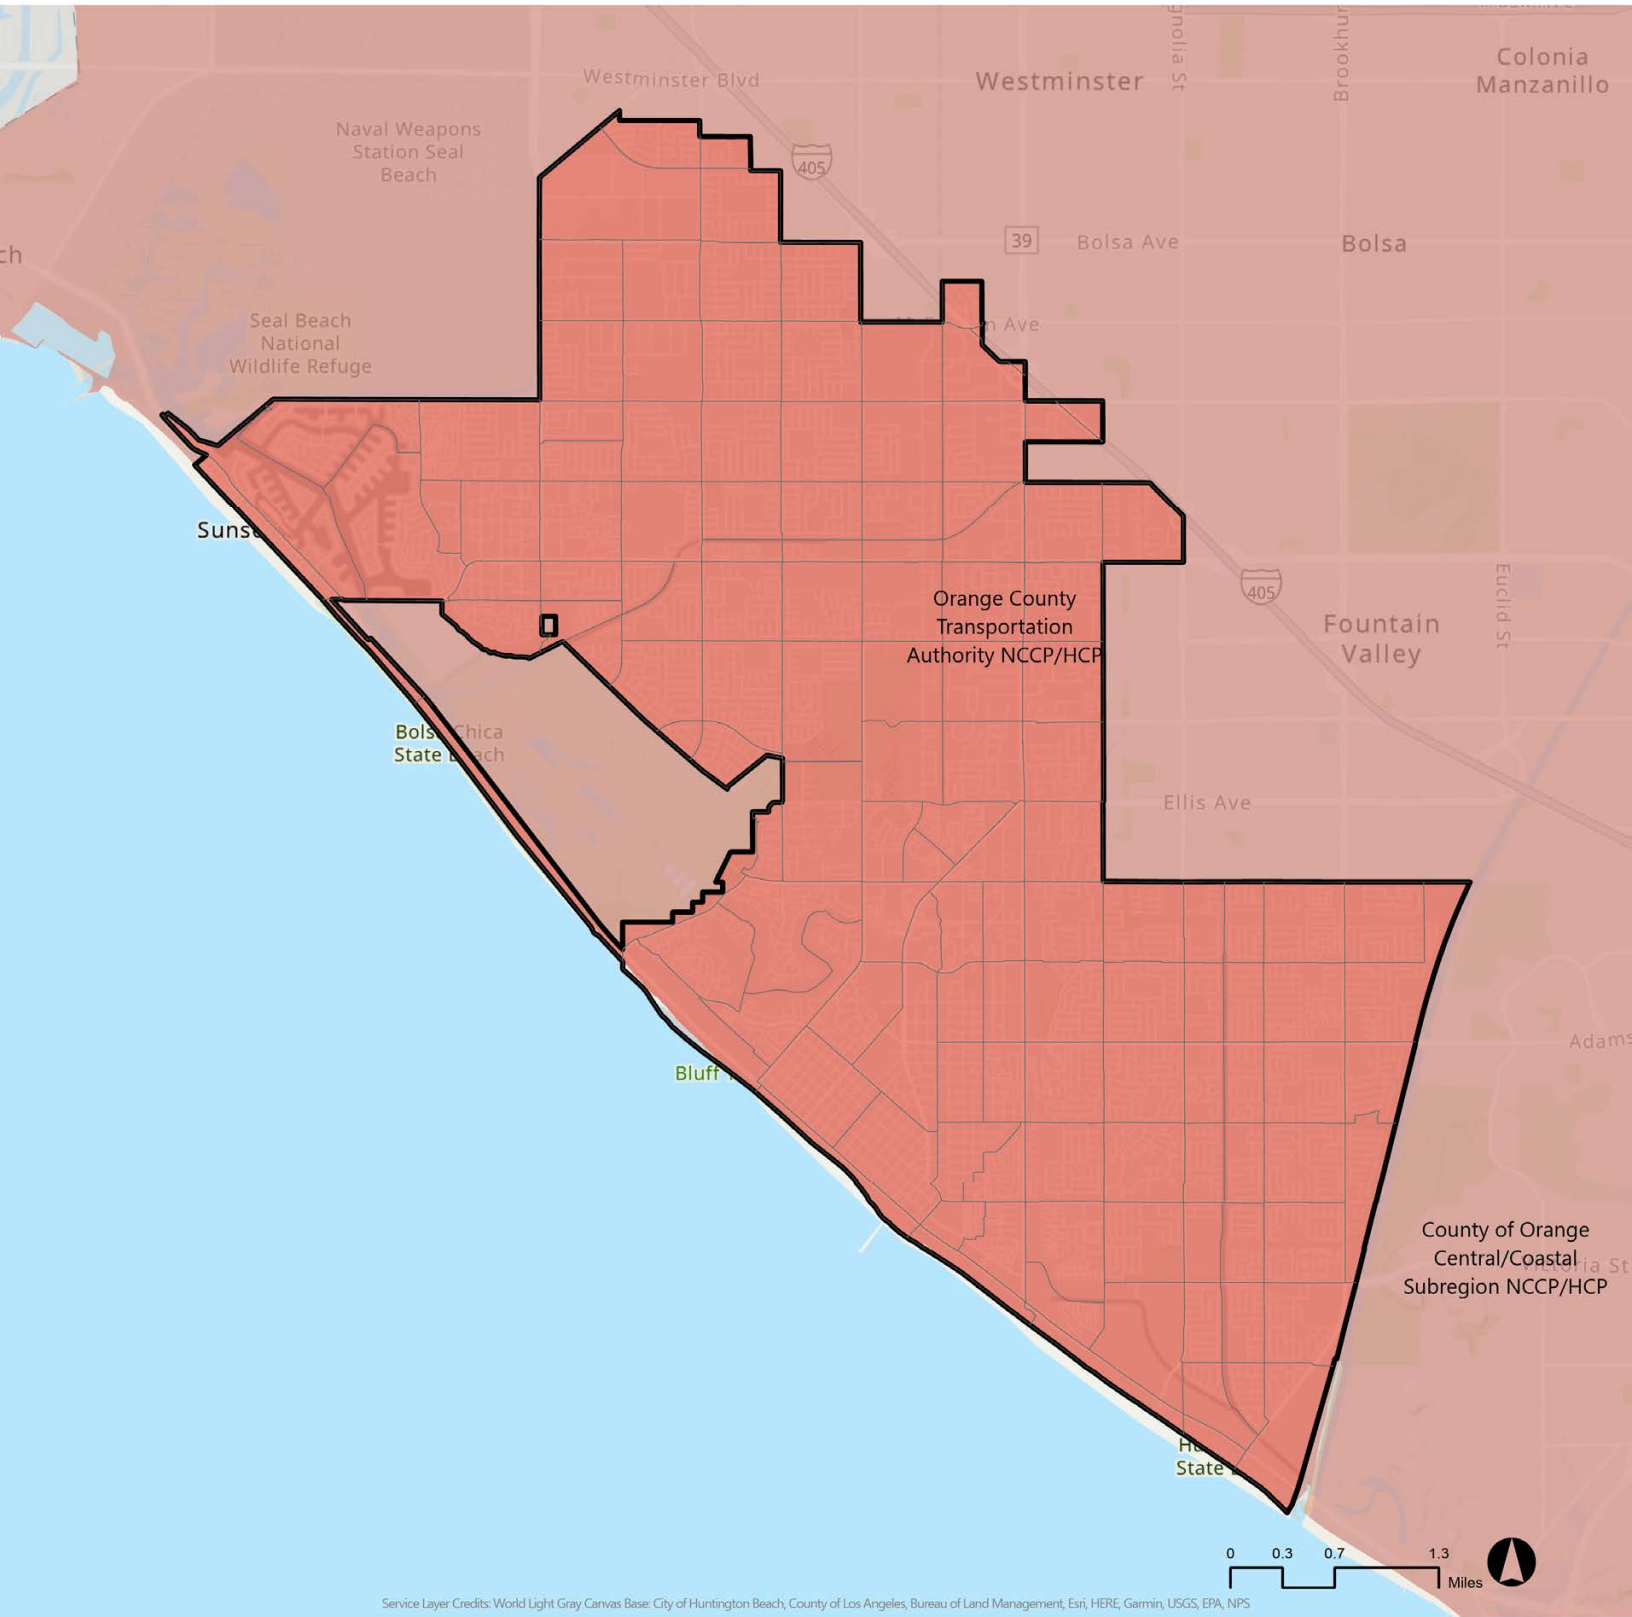 Westminster Blvd
Westminster
Colonia
Manzanillo
Naval Weapons
Station Seal
Beach
405
39
Bolsa Ave
Bolsa
Seal Beach
National
Wildlife Refuge
Ave
405
Orange County
Transportation
Authority NCCP/HCP
Fountain
Valley
Euclid St
State
Ellis Ave
Bluff
Adams
County of Orange
Central/Coastal
Subregion NCCP/HCP
Victoria St
State
0 0.3 0.7 1.3
Miles
Service Layer Credits: World Light Gray Canvas Base: City of Huntington Beach, County of Los Angeles, Bureau of Land Management, Esri, HERE, Garmin, USGS, EPA, NPS